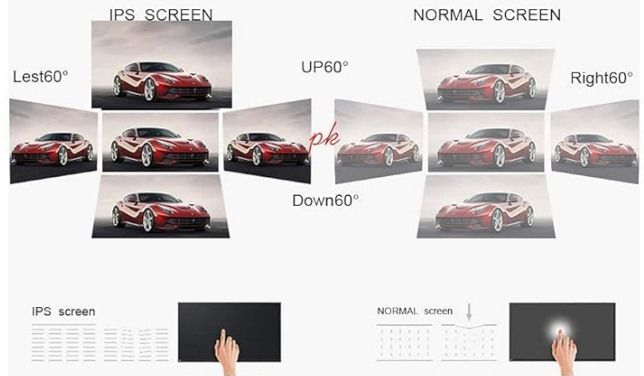 IPS SCREEN
NORMAL SCREEN
Lest60°
UP60°
Right60°
pk
Down60°
IPS screen
NORMAL screen